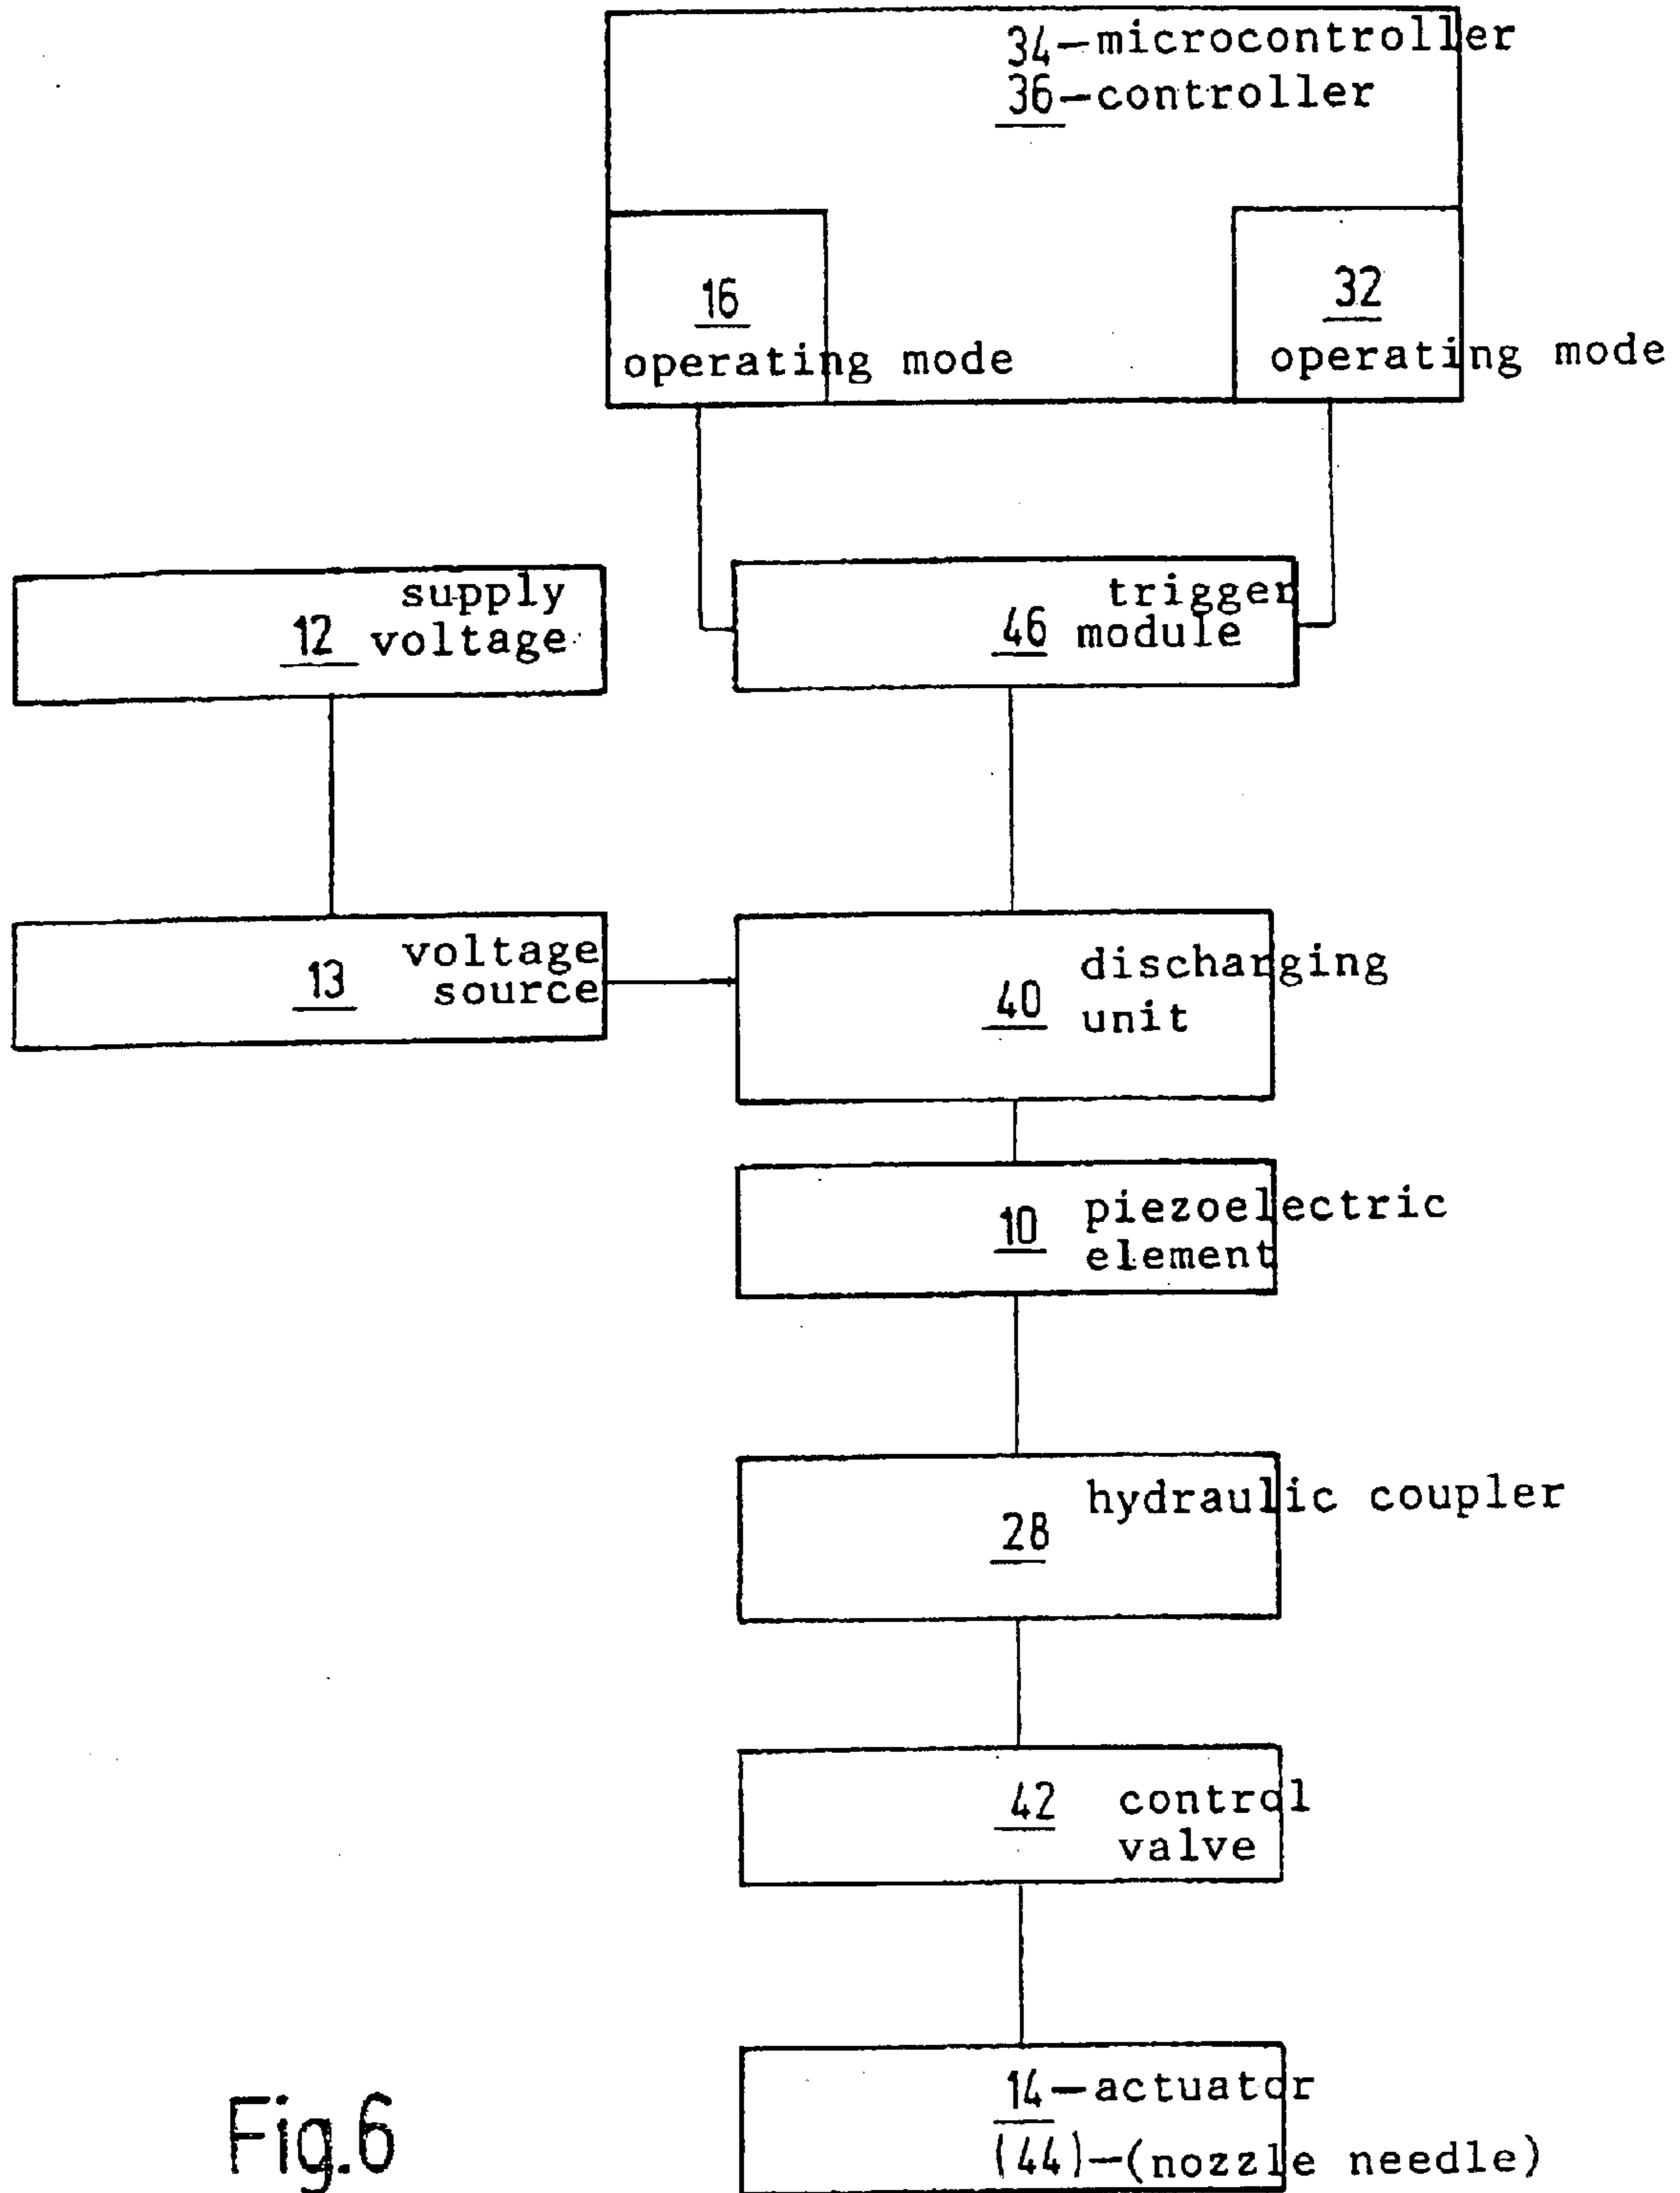 34—microcontroller
36—controller
16
operating mode
32
operating mode
supply
12 voltage
trigger
46 module
voltage
13 source
discharging
40 unit
10 piezoelectric
element
hydraulic coupler
28
42 control
valve
14—actuator
(44)—(nozzle needle)
Fig.6